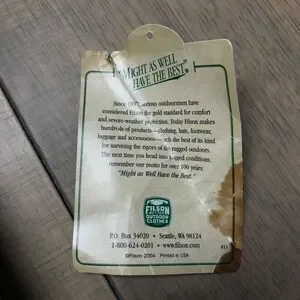 "MIGHT AS WELL
HAVE THE BEST"
Since 1897, serious outdoorsmen have
considered Filson the gold standard for comfort
and severe-weather protection. Today Filson makes
hundreds of products—clothing, hats, footwear,
luggage and accessories—each the best of its kind
for surviving the rigors of the rugged outdoors.
The next time you head into rugged conditions,
remember our motto for over 100 years:
"Might as Well Have the Best."
FILSON
OUTDOOR
CLOTHES
P.O. Box 34020 • Seattle, WA 98124
1-800-624-0201 • www.filson.com
©Filson 2004 Printed in USA